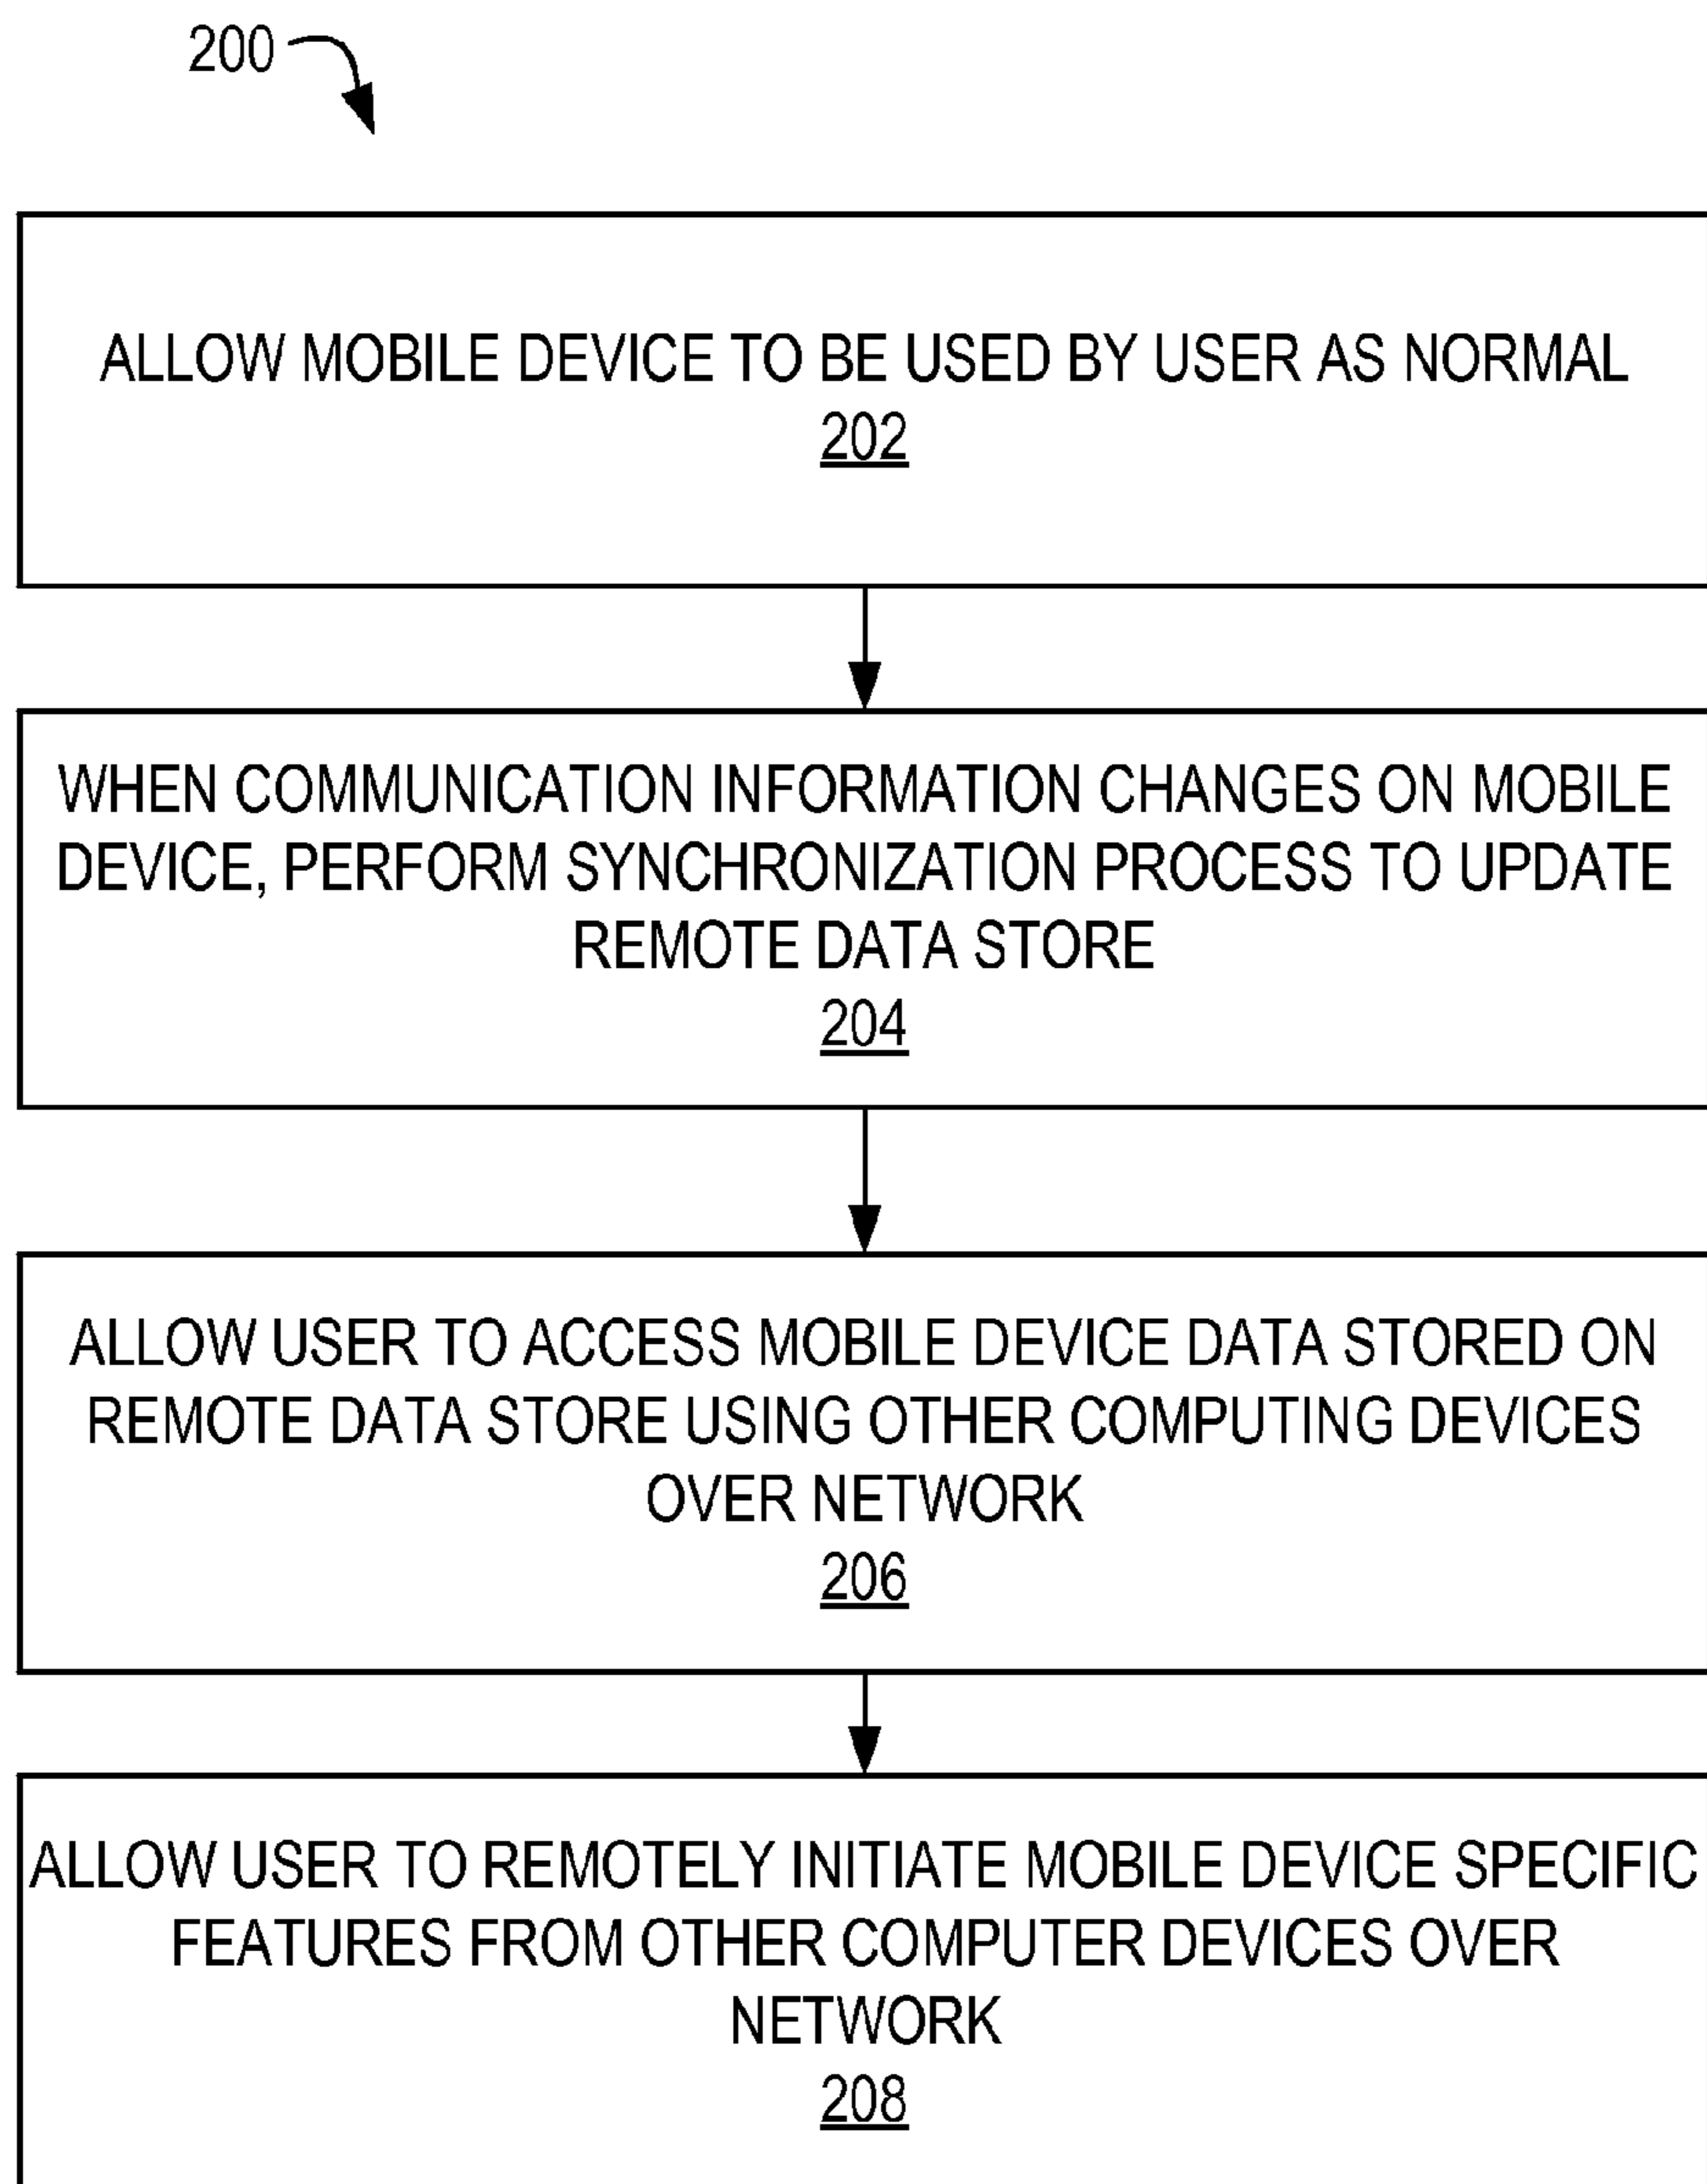 200
ALLOW MOBILE DEVICE TO BE USED BY USER AS NORMAL
202
WHEN COMMUNICATION INFORMATION CHANGES ON MOBILE
DEVICE, PERFORM SYNCHRONIZATION PROCESS TO UPDATE
REMOTE DATA STORE
204
ALLOW USER TO ACCESS MOBILE DEVICE DATA STORED ON
REMOTE DATA STORE USING OTHER COMPUTING DEVICES
OVER NETWORK
206
ALLOW USER TO REMOTELY INITIATE MOBILE DEVICE SPECIFIC
FEATURES FROM OTHER COMPUTER DEVICES OVER
NETWORK
208